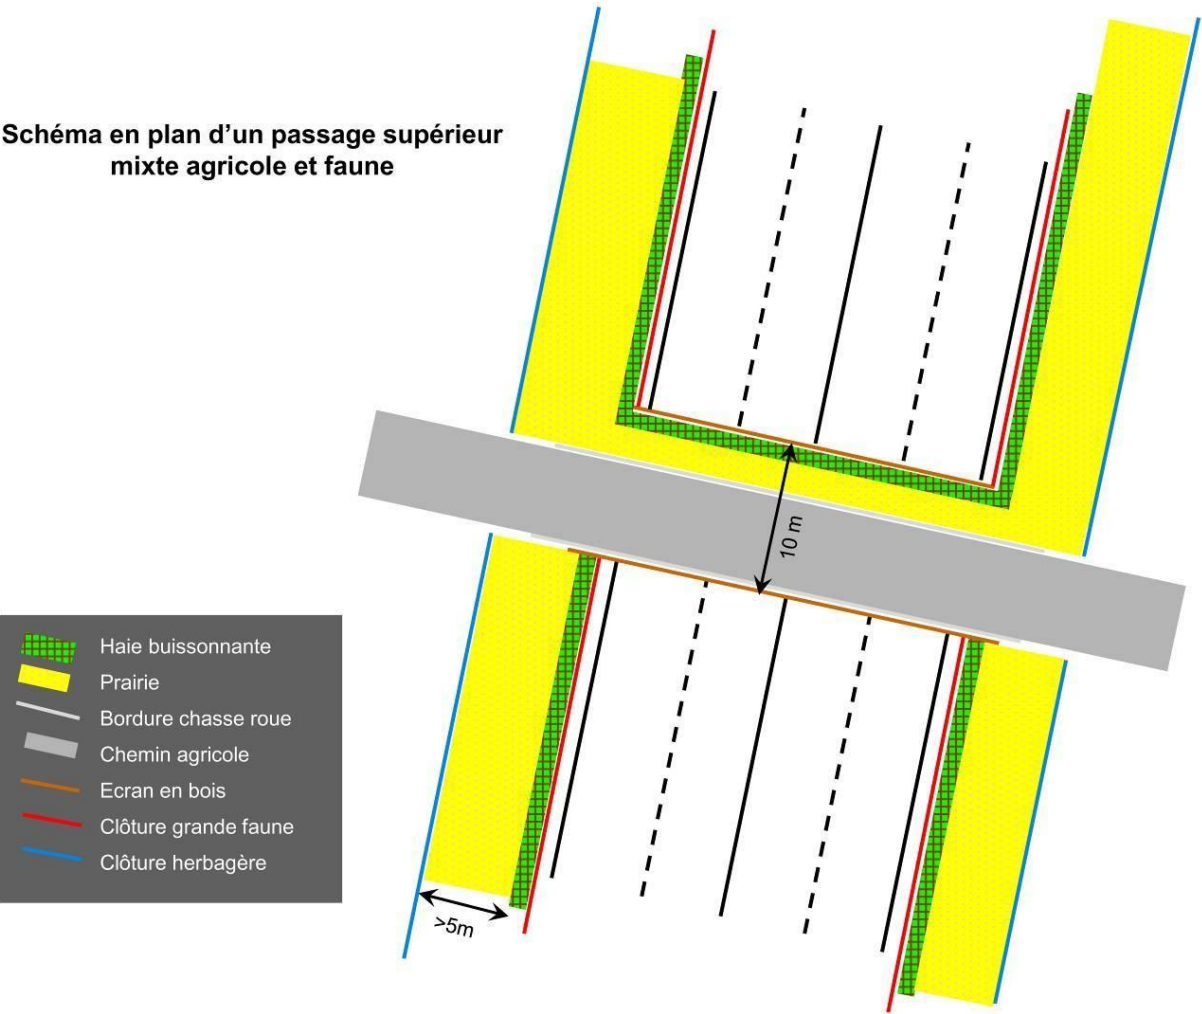 Schéma en plan d’un passage supérieur
mixte agricole et faune
10 m
Haie buissonnante
Prairie
Bordure chasse roue
Chemin agricole
Ecran en bois
Clôture grande faune
Clôture herbagère
>5m